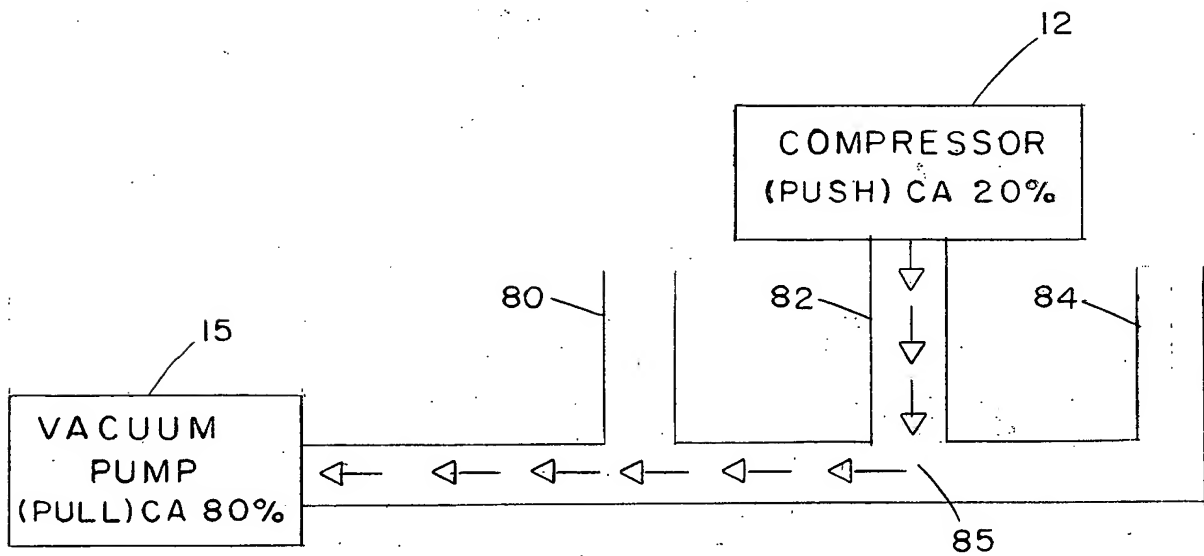 12
COMPRESSOR
(PUSH) CA 20%
80
82
84
15
VACUUM
PUMP
(PULL) CA 80%
85